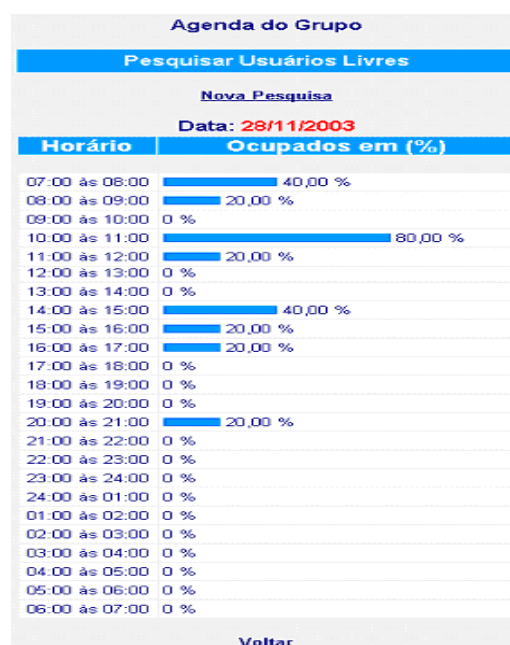 Agenda do Grupo
Pesquisar Usuários Livres
Nova Pesquisa
Data: 28/11/2003
Horário Ocupados em (%)
07:00 às 08:00 40,00 %
08:00 às 09:00 20,00 %
09:00 às 10:00 0 %
10:00 às 11:00 80,00 %
11:00 às 12:00 20,00 %
12:00 às 13:00 0 %
13:00 às 14:00 0 %
14:00 às 15:00 40,00 %
15:00 às 16:00 20,00 %
16:00 às 17:00 20,00 %
17:00 às 18:00 0 %
18:00 às 19:00 0 %
19:00 às 20:00 0 %
20:00 às 21:00 20,00 %
21:00 às 22:00 0 %
22:00 às 23:00 0 %
23:00 às 24:00 0 %
24:00 às 01:00 0 %
01:00 às 02:00 0 %
02:00 às 03:00 0 %
03:00 às 04:00 0 %
04:00 às 05:00 0 %
05:00 às 06:00 0 %
06:00 às 07:00 0 %
Voltar